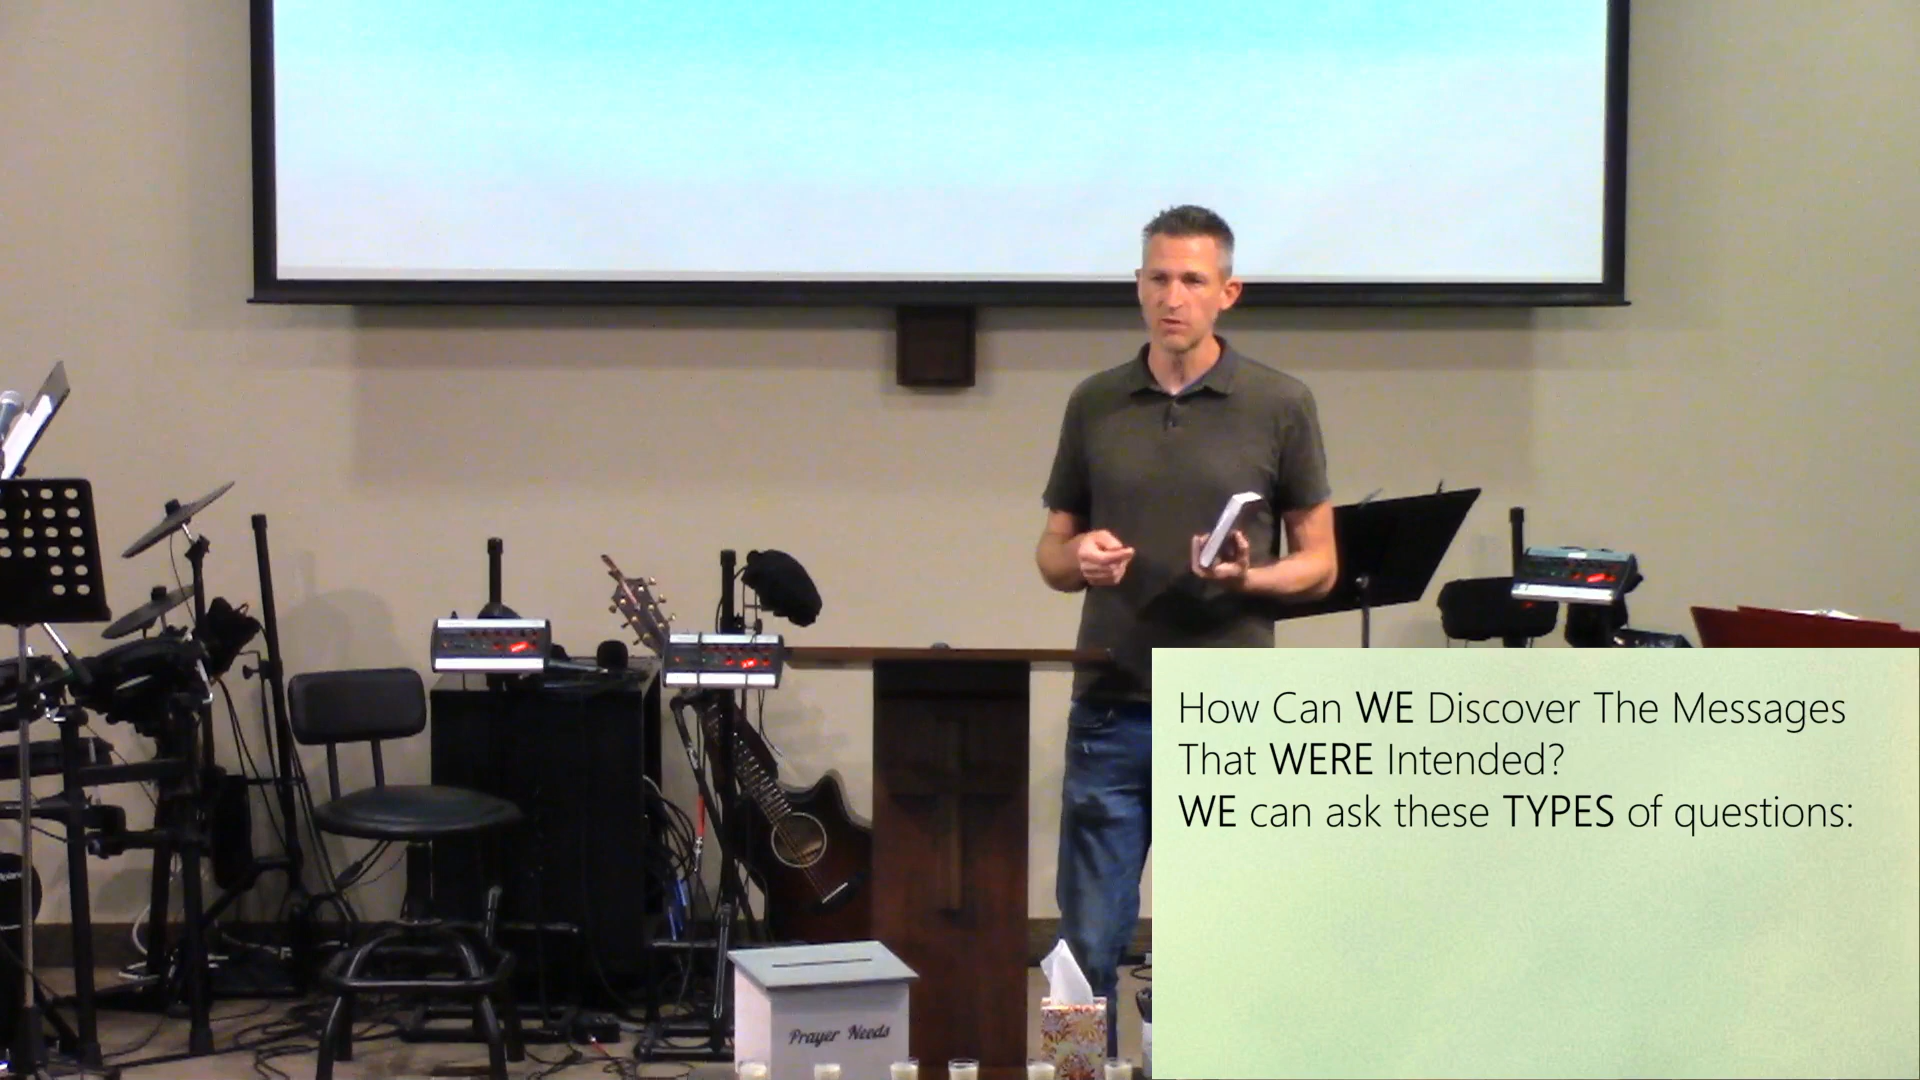 How Can WE Discover The Messages
That WERE Intended?
WE can ask these TYPES of questions:
Prayer Needs